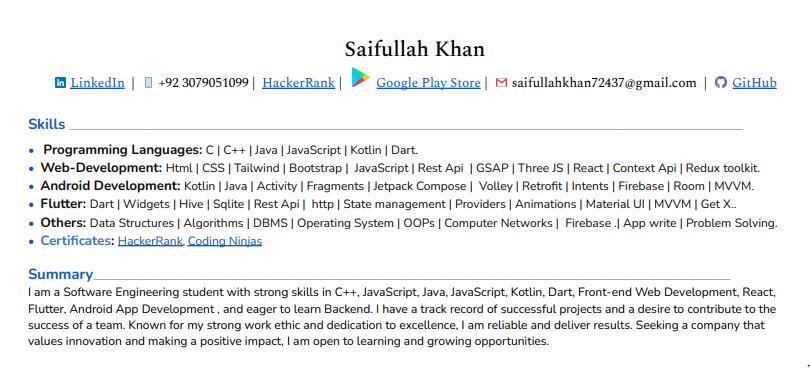 Saifullah Khan
LinkedIn | +92 3079051099 | HackerRank | Google Play Store | saifullahkhan72437@gmail.com | GitHub
Skills
• Programming Languages: C | C++ | Java | JavaScript | Kotlin | Dart.
• Web-Development: Html | CSS | Tailwind | Bootstrap | JavaScript | Rest Api | GSAP | Three JS | React | Context Api | Redux toolkit.
• Android Development: Kotlin | Java | Activity | Fragments | Jetpack Compose | Volley | Retrofit | Intents | Firebase | Room | MVVM.
• Flutter: Dart | Widgets | Hive | Sqlite | Rest Api | http | State management | Providers | Animations | Material UI | MVVM | Get X..
• Others: Data Structures | Algorithms | DBMS | Operating System | OOPs | Computer Networks | Firebase .| App write | Problem Solving.
• Certificates: HackerRank, Coding Ninjas
Summary
I am a Software Engineering student with strong skills in C++, JavaScript, Java, JavaScript, Kotlin, Dart, Front-end Web Development, React,
Flutter, Android App Development , and eager to learn Backend. I have a track record of successful projects and a desire to contribute to the
success of a team. Known for my strong work ethic and dedication to excellence, I am reliable and deliver results. Seeking a company that
values innovation and making a positive impact, I am open to learning and growing opportunities.